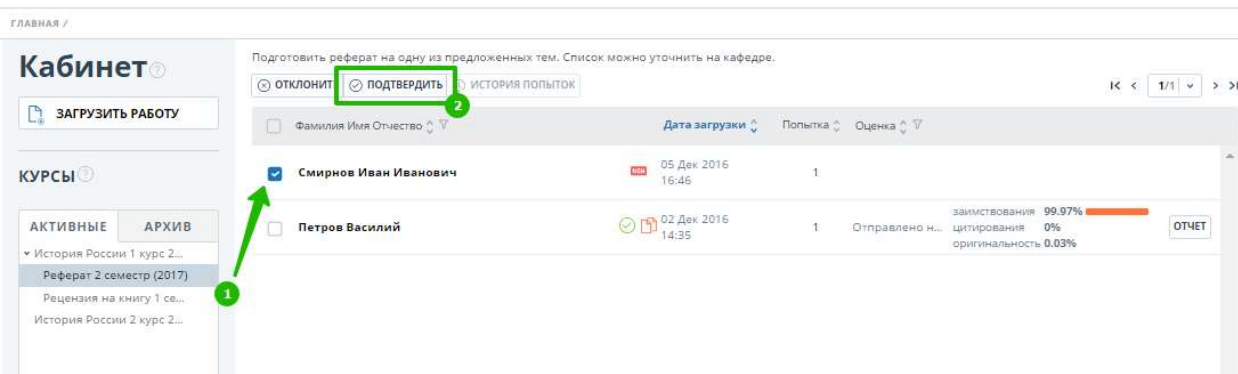 ГЛАВНАЯ /
Кабинет
ЗАГРУЗИТЬ РАБОТУ
КУРСЫ
АКТИВНЫЕ АРХИВ
История России 1 курс 2...
Реферат 2 семестр (2017)
Рецензия на книгу 1 се...
История России 2 курс 2...
Подготовить реферат на одну из предложенных тем. Список можно уточнить на кафедре.
ОТКЛОНИТ ПОДТВЕРДИТЬ ИСТОРИЯ ПОПЫТОК
1/1
2
Фамилия Имя Отчество Дата загрузки Попытка Оценка
Смирнов Иван Иванович NEW 05 Дек 2016 1
16:46
Петров Василий 02 Дек 2016 1 Отправлено н...
14:35
заимствования 99.97%
цитирования 0%
оригинальность 0.03%
ОТЧЕТ
1